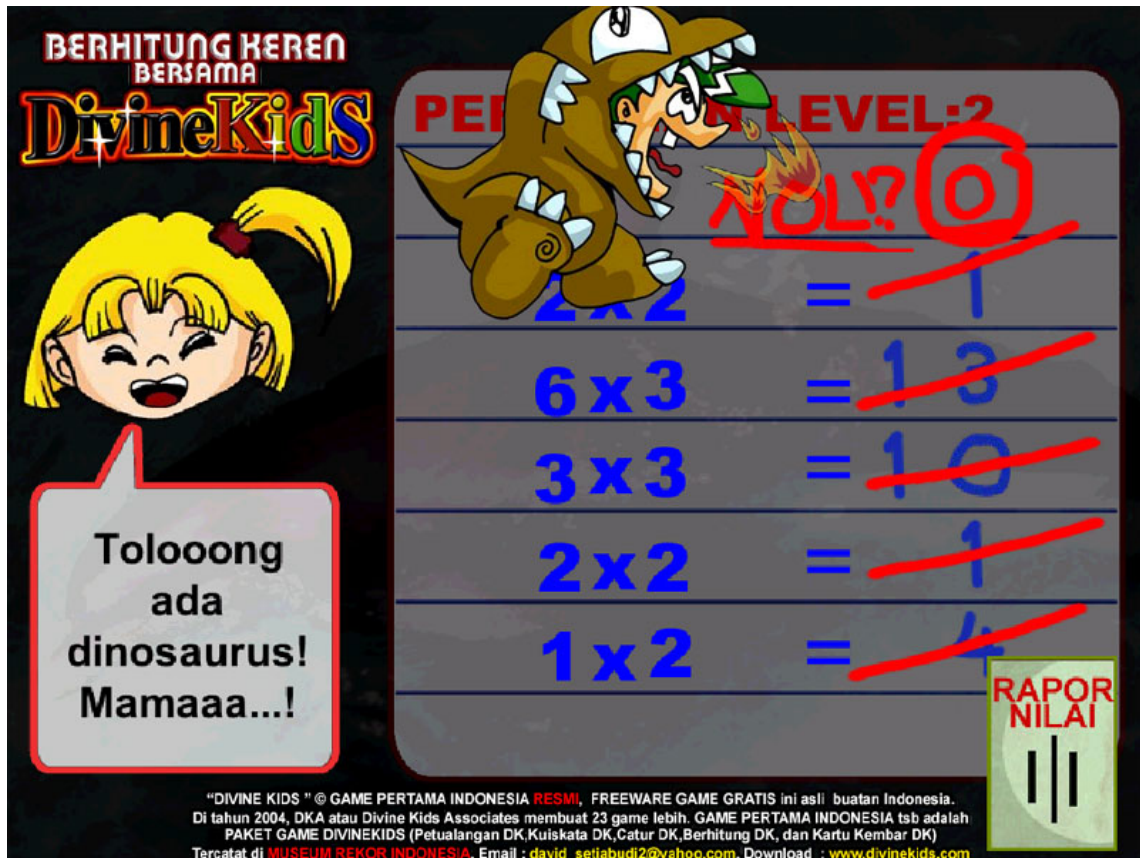 BERHITUNG KEREN
BERSAMA
DivineKidS
LEVEL:2
NOL!? 0
2 x 2 = 1
6 x 3 = 13
3 x 3 = 10
2 x 2 = 1
1 x 2 = 4
Tolooong
ada
dinosaurus!
Mamaaa...!
RAPOR
NILAI
"DIVINE KIDS " © GAME PERTAMA INDONESIA RESMI, FREEWARE GAME GRATIS ini asli buatan Indonesia.
Di tahun 2004, DKA atau Divine Kids Associates membuat 23 game lebih. GAME PERTAMA INDONESIA tsb adalah
PAKET GAME DIVINEKIDS (Petualangan DK,Kuiskata DK,Catur DK,Berhitung DK, dan Kartu Kembar DK)
Tercatat di MUSEUM REKOR INDONESIA. Email : david_setiabudi2@yahoo.com. Download : www.divinekids.com